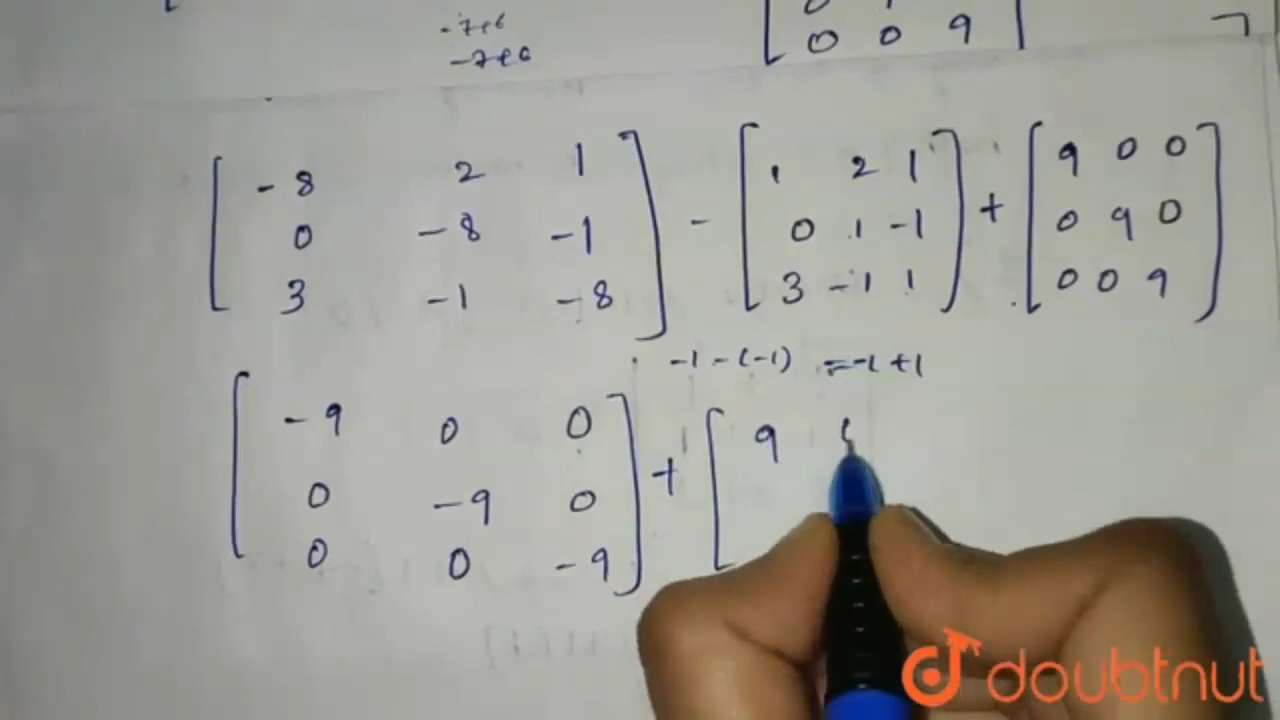 -7+6
-7+6
0 0 9
[ -8 2 1 ] - [ 1 2 1 ] + [ 9 0 0 ]
[ 0 -8 -1 ] [ 0 1 -1 ] [ 0 9 0 ]
[ 3 -1 -8 ] [ 3 -1 1 ] [ 0 0 9 ]
-1 - (-1) = -1 + 1
[ -9 0 0 ] + [ 9
[ 0 -9 0 ]
[ 0 0 -9 ]
doubtnut